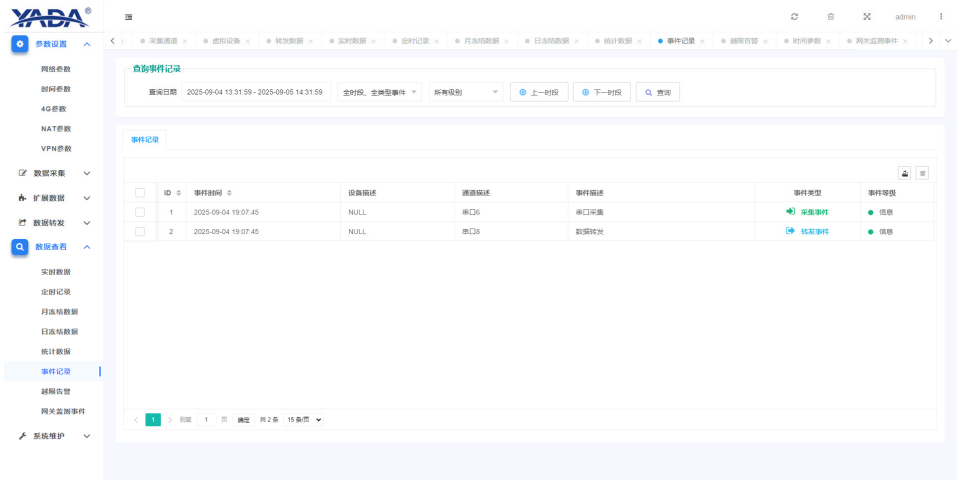 YADA®
admin
参数设置
网络参数
时间参数
4G参数
NAT参数
VPN参数
数据采集
扩展数据
数据转发
数据查看
实时数据
定时记录
月冻结数据
日冻结数据
统计数据
事件记录
越限告警
网关监测事件
系统维护
采集通道 × 虚拟设备 × 转发数据 × 实时数据 × 定时记录 × 月冻结数据 × 日冻结数据 × 统计数据 × 事件记录 × 越限告警 × 时间参数 × 网关监测事件 ×
查询事件记录
查询日期 2025-09-04 13:31:59 - 2025-09-05 14:31:59 全时段、全类型事件 所有级别 上一时段 下一时段 查询
事件记录
ID 事件时间 设备描述 通道描述 事件描述 事件类型 事件等级
1 2025-09-04 19:07:45 NULL 串口6 串口采集 采集事件 信息
2 2025-09-04 19:07:45 NULL 串口8 数据转发 转发事件 信息
< 1 > 到第 1 页 确定 共 2 条 15 条/页